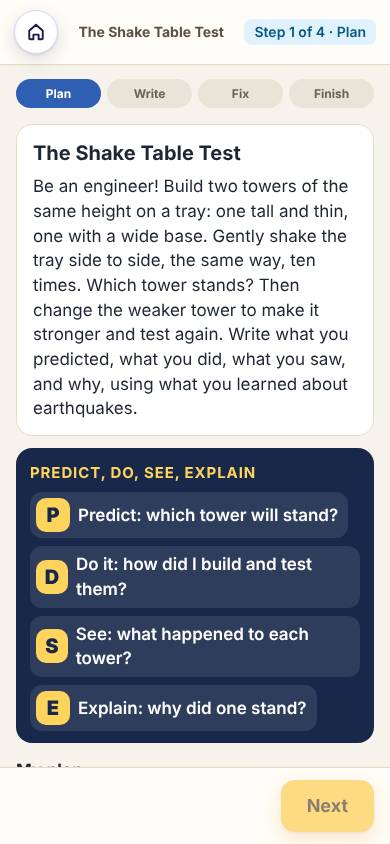 The Shake Table Test
Step 1 of 4 · Plan
Plan
Write
Fix
Finish
The Shake Table Test
Be an engineer! Build two towers of the
same height on a tray: one tall and thin,
one with a wide base. Gently shake the
tray side to side, the same way, ten
times. Which tower stands? Then
change the weaker tower to make it
stronger and test again. Write what you
predicted, what you did, what you saw,
and why, using what you learned about
earthquakes.
PREDICT, DO, SEE, EXPLAIN
P Predict: which tower will stand?
D Do it: how did I build and test
them?
S See: what happened to each
tower?
E Explain: why did one stand?
Next